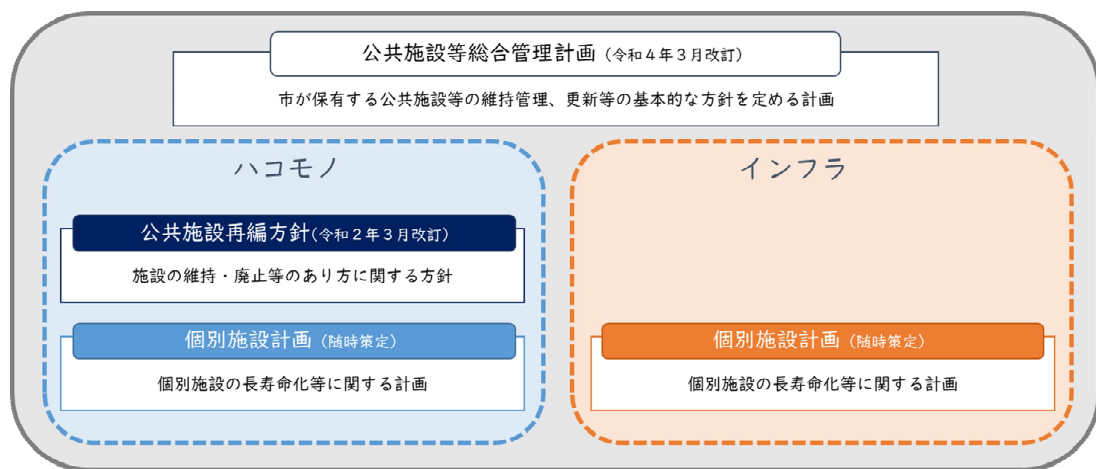 公共施設等総合管理計画（令和４年３月改訂）
市が保有する公共施設等の維持管理、更新等の基本的な方針を定める計画
ハコモノ
公共施設再編方針（令和２年３月改訂）
施設の維持・廃止等のあり方に関する方針
個別施設計画（随時策定）
個別施設の長寿命化等に関する計画
インフラ
個別施設計画（随時策定）
個別施設の長寿命化等に関する計画